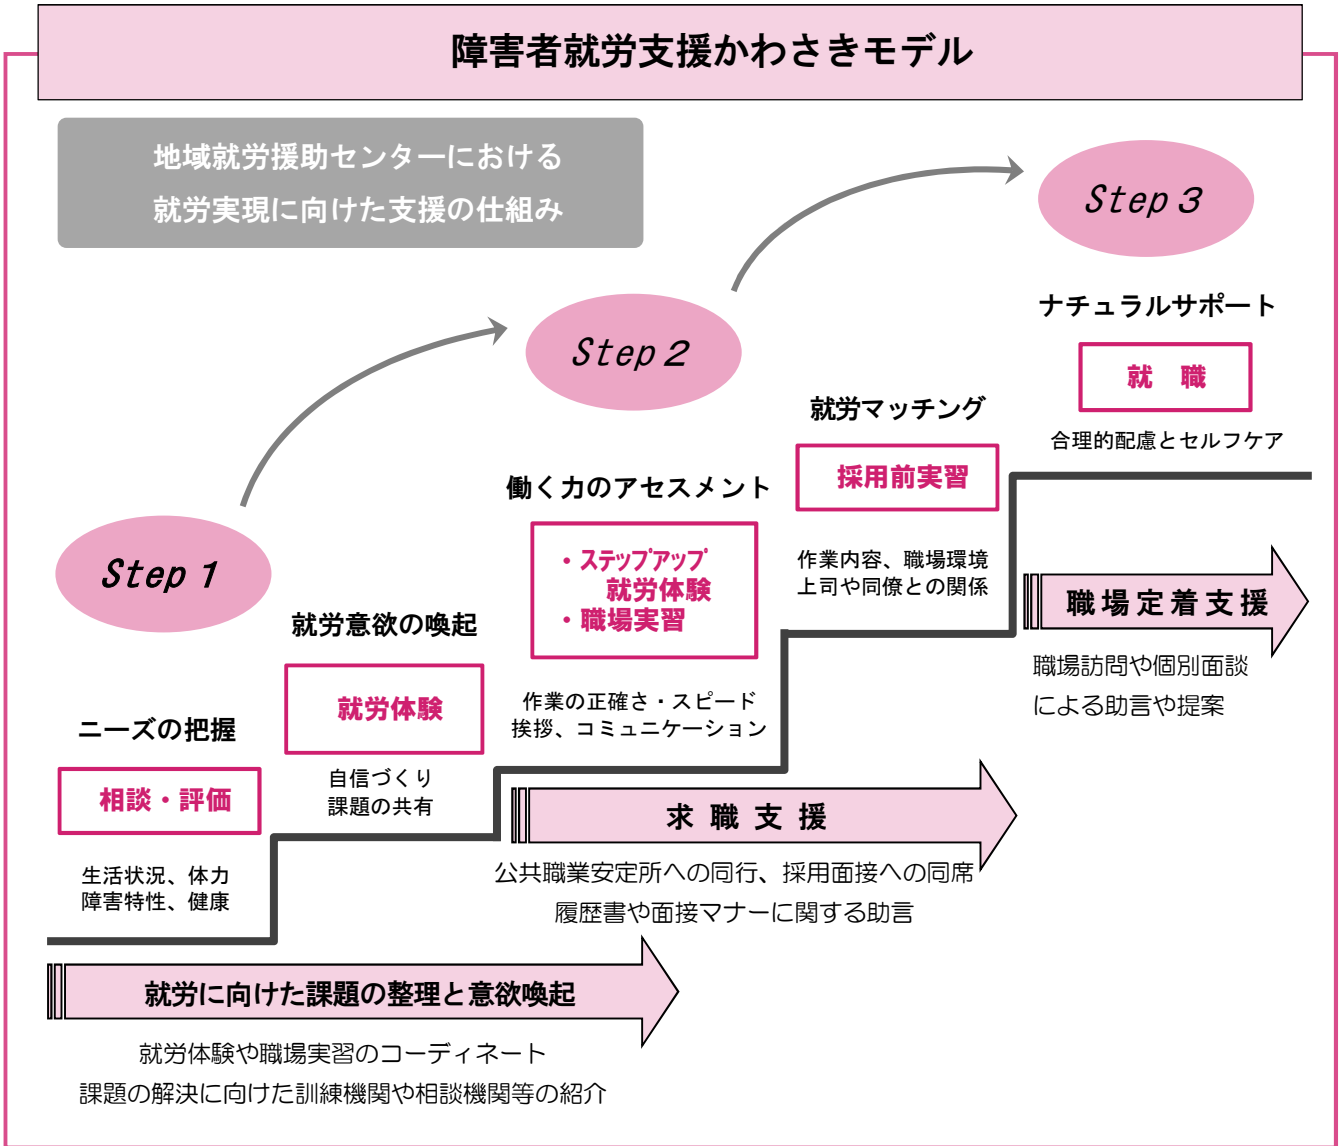 障害者就労支援かわさきモデル
地域就労援助センターにおける
就労実現に向けた支援の仕組み
Step 1
ニーズの把握
相談・評価
生活状況、体力
障害特性、健康
就労意欲の喚起
就労体験
自信づくり
課題の共有
就労に向けた課題の整理と意欲喚起
就労体験や職場実習のコーディネート
課題の解決に向けた訓練機関や相談機関等の紹介
Step 2
働く力のアセスメント
・ステップアップ
就労体験
・職場実習
作業の正確さ・スピード
挨拶、コミュニケーション
就労マッチング
採用前実習
作業内容、職場環境
上司や同僚との関係
求職支援
公共職業安定所への同行、採用面接への同席
履歴書や面接マナーに関する助言
Step 3
ナチュラルサポート
就　職
合理的配慮とセルフケア
職場定着支援
職場訪問や個別面談
による助言や提案